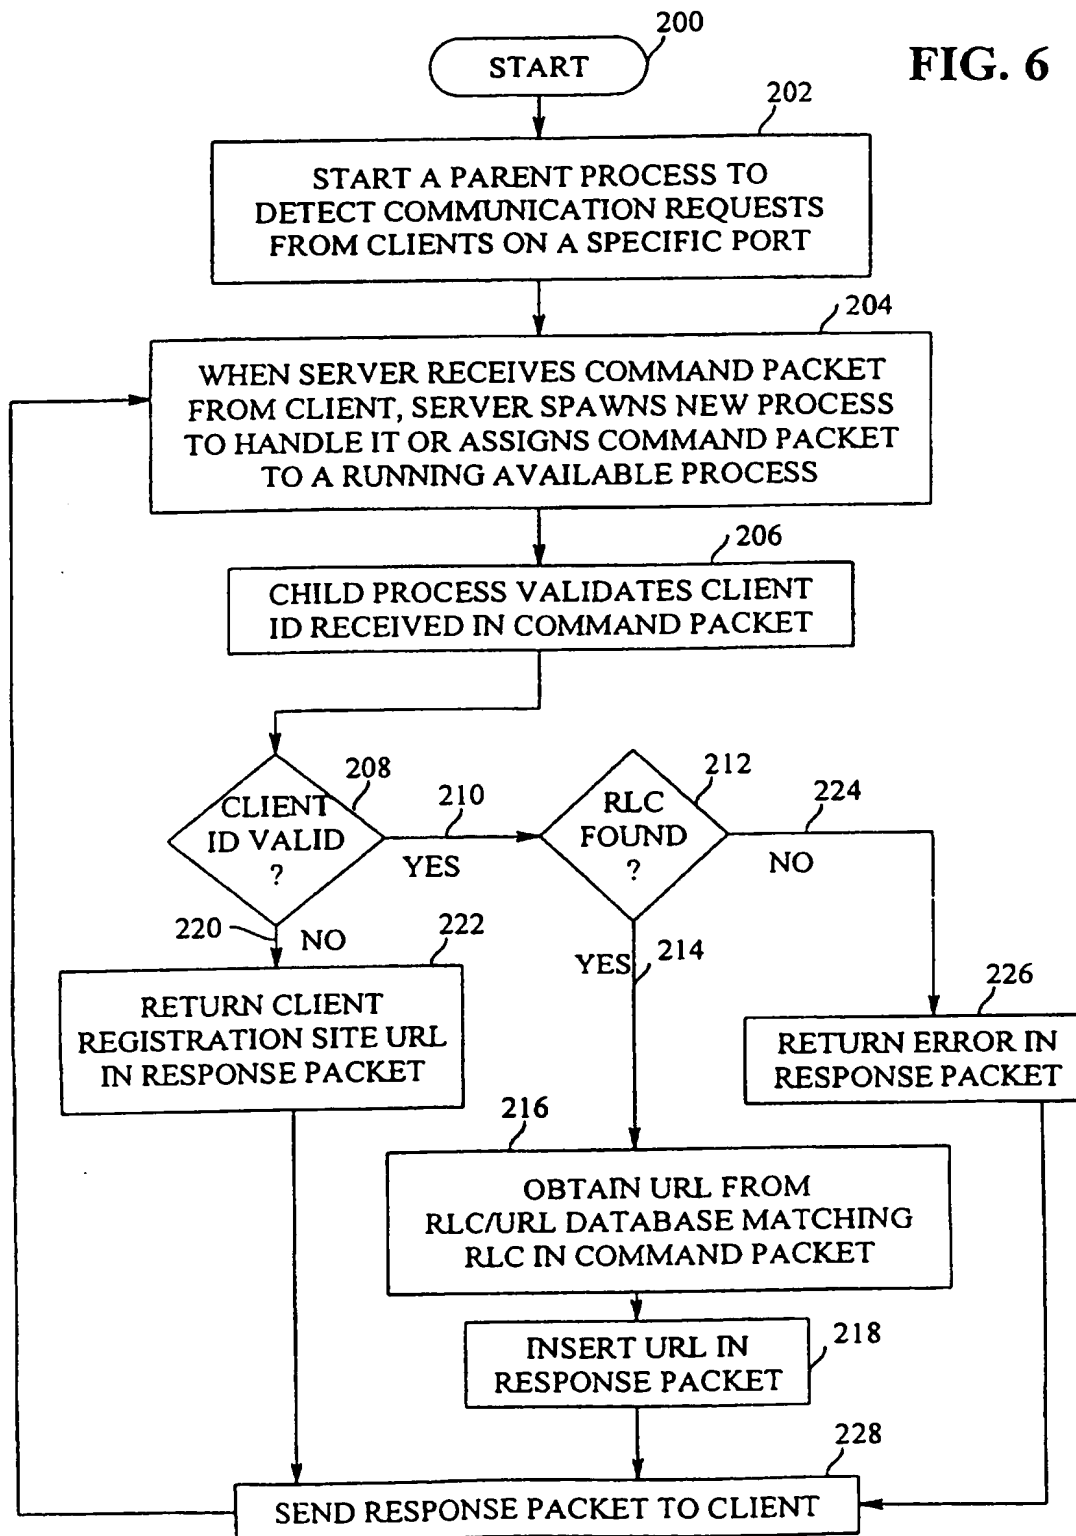 200
START
FIG. 6
202
START A PARENT PROCESS TO
DETECT COMMUNICATION REQUESTS
FROM CLIENTS ON A SPECIFIC PORT
204
WHEN SERVER RECEIVES COMMAND PACKET
FROM CLIENT, SERVER SPAWNS NEW PROCESS
TO HANDLE IT OR ASSIGNS COMMAND PACKET
TO A RUNNING AVAILABLE PROCESS
206
CHILD PROCESS VALIDATES CLIENT
ID RECEIVED IN COMMAND PACKET
208
CLIENT
ID VALID
?
210
YES
212
RLC
FOUND
?
224
NO
220
NO
222
RETURN CLIENT
REGISTRATION SITE URL
IN RESPONSE PACKET
YES
214
226
RETURN ERROR IN
RESPONSE PACKET
216
OBTAIN URL FROM
RLC/URL DATABASE MATCHING
RLC IN COMMAND PACKET
218
INSERT URL IN
RESPONSE PACKET
228
SEND RESPONSE PACKET TO CLIENT